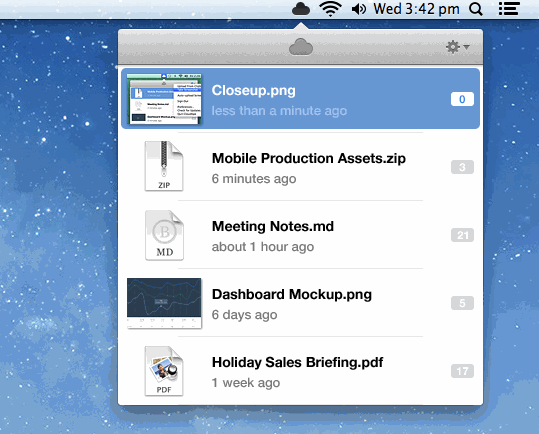 Wed 3:42 pm
Closeup.png
less than a minute ago
0
Mobile Production Assets.zip
6 minutes ago
3
ZIP
Meeting Notes.md
about 1 hour ago
21
MD
Dashboard Mockup.png
6 days ago
5
Holiday Sales Briefing.pdf
1 week ago
17
PDF